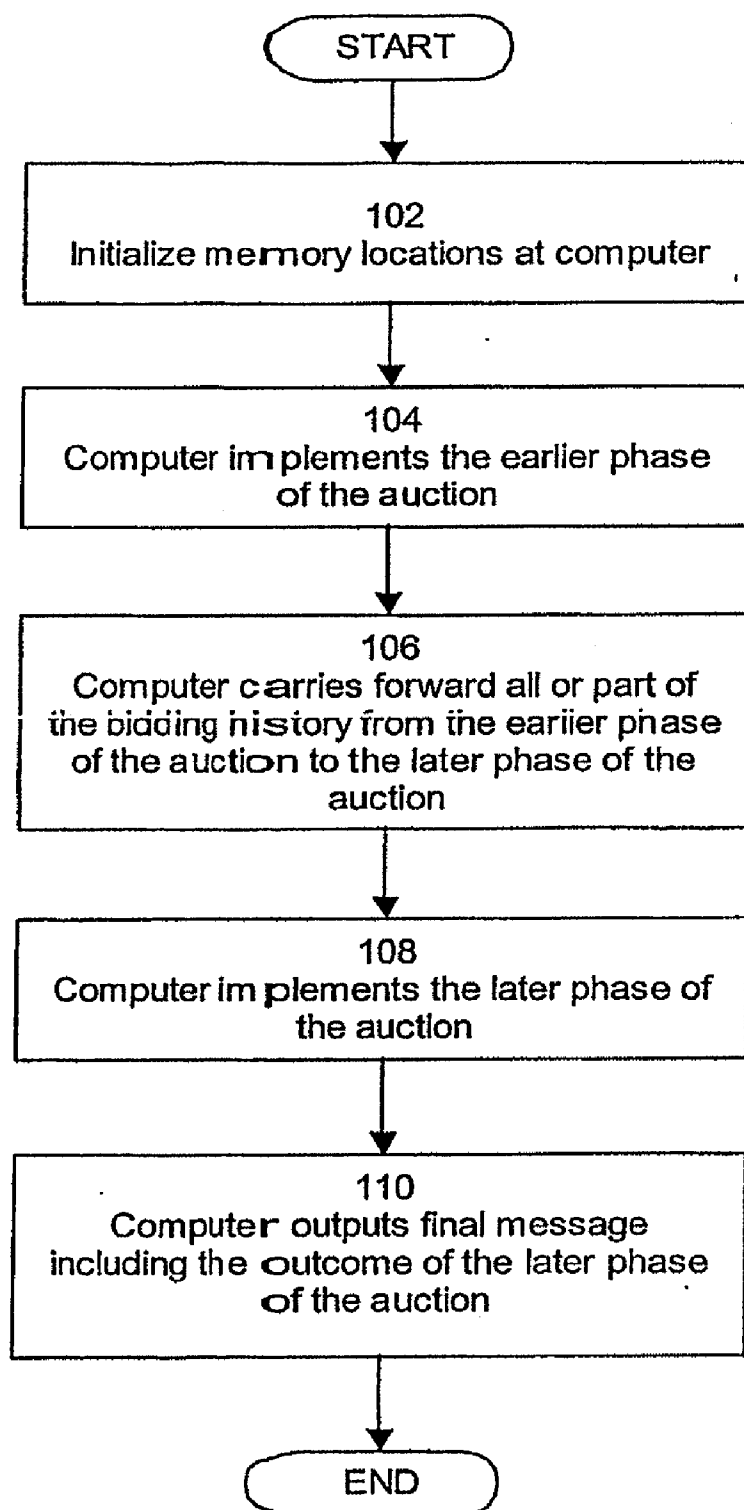 START
102
Initialize memory locations at computer
104
Computer implements the earlier phase
of the auction
106
Computer carries forward all or part of
the bidding history from the earlier phase
of the auction to the later phase of the
auction
108
Computer implements the later phase of
the auction
110
Computer outputs final message
including the outcome of the later phase
of the auction
END